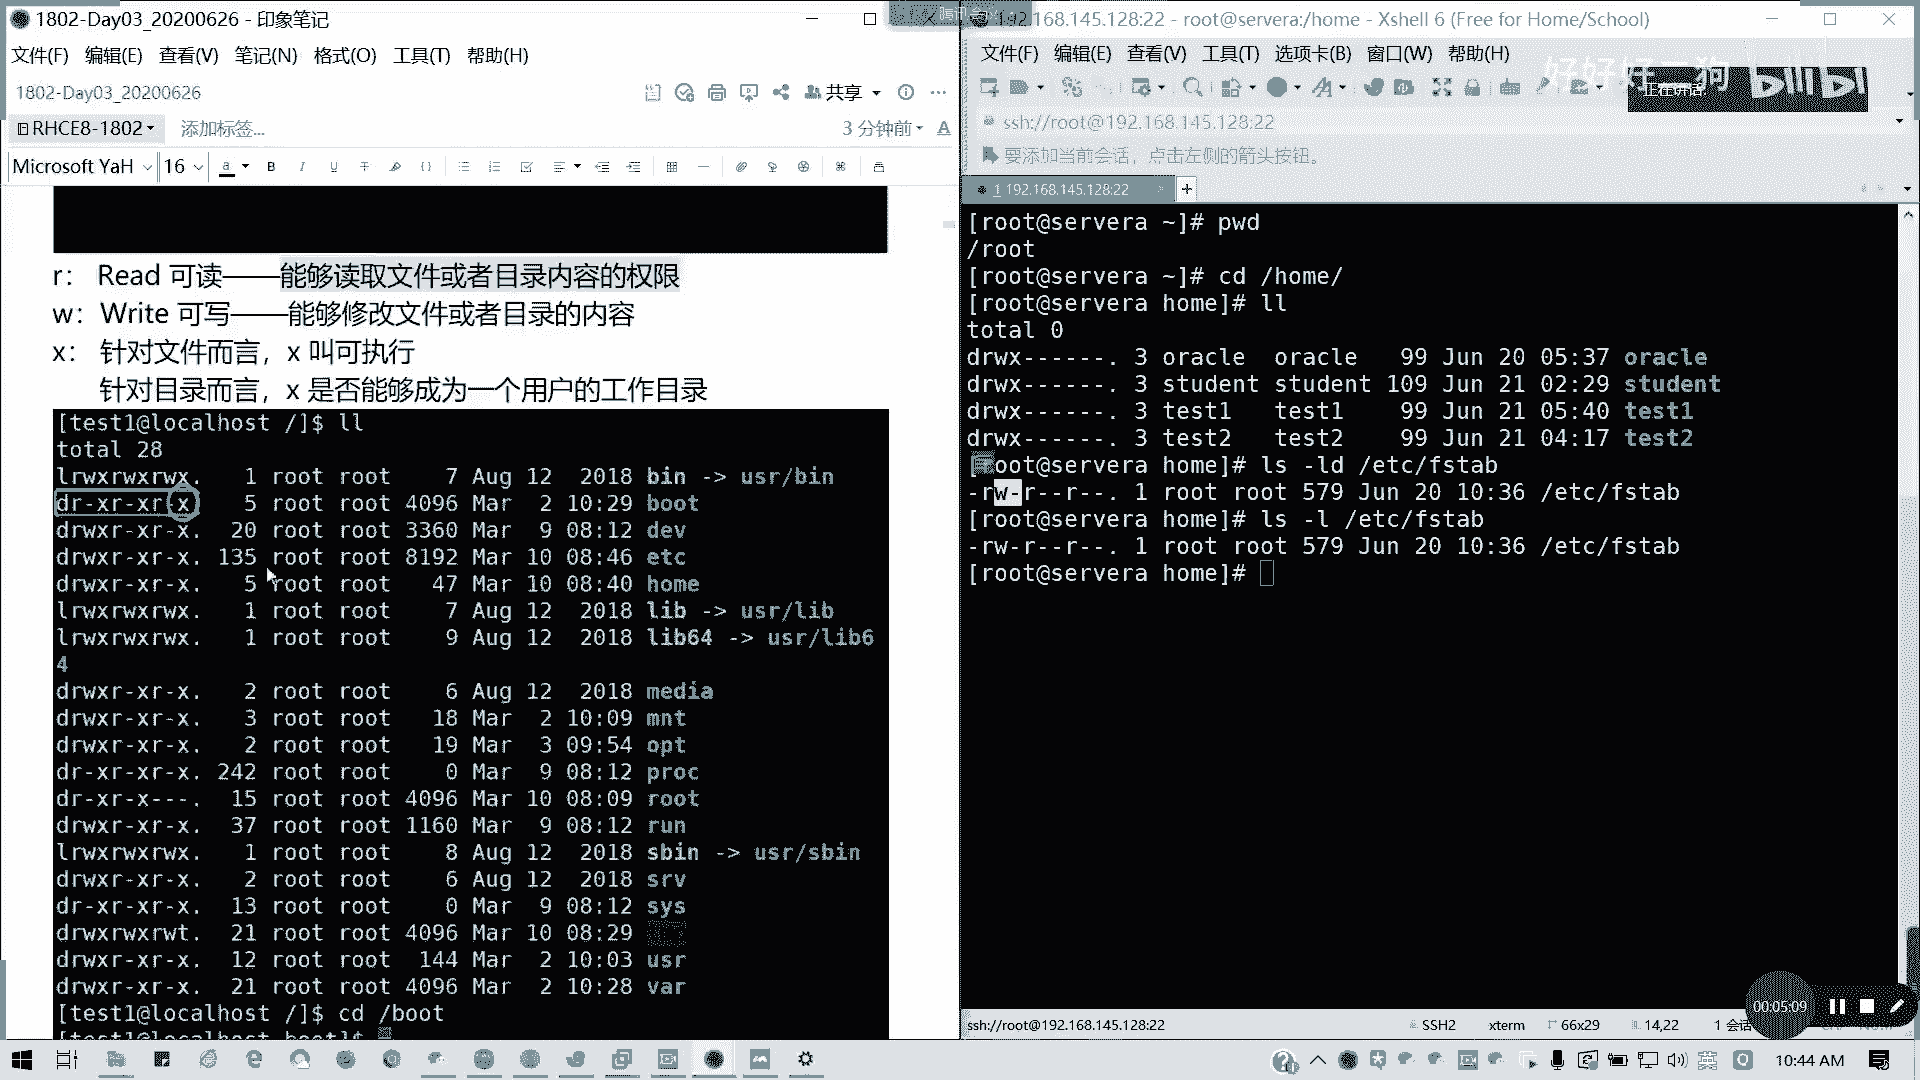 1802-Day03_20200626 - 印象笔记
文件(F) 编辑(E) 查看(V) 笔记(N) 格式(O) 工具(T) 帮助(H)
1802-Day03_20200626
共享
RHCE8-1802
添加标签...
3 分钟前
Microsoft YaH 16
r： Read 可读——能够读取文件或者目录内容的权限
w：Write 可写——能够修改文件或者目录的内容
x： 针对文件而言，x 叫可执行
针对目录而言，x 是否能够成为一个用户的工作目录
[test1@localhost /]$ ll
total 28
lrwxrwxrwx. 1 root root 7 Aug 12 2018 bin -> usr/bin
dr-xr-xr-x. 5 root root 4096 Mar 2 10:29 boot
drwxr-xr-x. 20 root root 3360 Mar 9 08:12 dev
drwxr-xr-x. 135 root root 8192 Mar 10 08:46 etc
drwxr-xr-x. 5 root root 47 Mar 10 08:40 home
lrwxrwxrwx. 1 root root 7 Aug 12 2018 lib -> usr/lib
lrwxrwxrwx. 1 root root 9 Aug 12 2018 lib64 -> usr/lib6
4
drwxr-xr-x. 2 root root 6 Aug 12 2018 media
drwxr-xr-x. 3 root root 18 Mar 2 10:09 mnt
drwxr-xr-x. 2 root root 19 Mar 3 09:54 opt
dr-xr-xr-x. 242 root root 0 Mar 9 08:12 proc
dr-xr-x---. 15 root root 4096 Mar 10 08:09 root
drwxr-xr-x. 37 root root 1160 Mar 9 08:12 run
lrwxrwxrwx. 1 root root 8 Aug 12 2018 sbin -> usr/sbin
drwxr-xr-x. 2 root root 6 Aug 12 2018 srv
dr-xr-xr-x. 13 root root 0 Mar 9 08:12 sys
drwxrwxrwt. 21 root root 4096 Mar 10 08:29
drwxr-xr-x. 12 root root 144 Mar 2 10:03 usr
drwxr-xr-x. 21 root root 4096 Mar 2 10:28 var
[test1@localhost /]$ cd /boot
[test1@localhost boot]$
192.168.145.128:22 - root@servera:/home - Xshell 6 (Free for Home/School)
文件(F) 编辑(E) 查看(V) 工具(T) 选项卡(B) 窗口(W) 帮助(H)
好好好二狗 bilibi
ssh://root@192.168.145.128:22
要添加当前会话，点击左侧的箭头按钮。
1 192.168.145.128:22
[root@servera ~]# pwd
/root
[root@servera ~]# cd /home/
[root@servera home]# ll
total 0
drwx------. 3 oracle oracle 99 Jun 20 05:37 oracle
drwx------. 3 student student 109 Jun 21 02:29 student
drwx------. 3 test1 test1 99 Jun 21 05:40 test1
drwx------. 3 test2 test2 99 Jun 21 04:17 test2
root@servera home]# ls -ld /etc/fstab
-rw-r--r--. 1 root root 579 Jun 20 10:36 /etc/fstab
[root@servera home]# ls -l /etc/fstab
-rw-r--r--. 1 root root 579 Jun 20 10:36 /etc/fstab
[root@servera home]#
00:05:09
ssh://root@192.168.145.128:22 SSH2 xterm 66x29 14,22 1 会话
10:44 AM